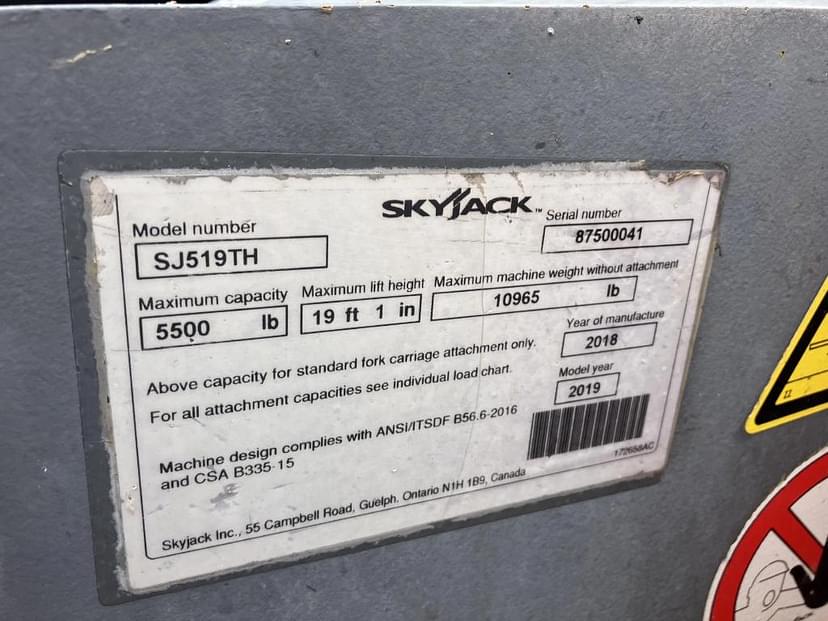 SKYJACK™
Model number
SJ519TH
Serial number
87500041
Maximum capacity
5500 lb
Maximum lift height
19 ft 1 in
Maximum machine weight without attachment
10965 lb
Above capacity for standard fork carriage attachment only.
For all attachment capacities see individual load chart.
Year of manufacture
2018
Model year
2019
Machine design complies with ANSI/ITSDF B56.6-2016
and CSA B335-15
172658AC
Skyjack Inc., 55 Campbell Road, Guelph. Ontario N1H 1B9, Canada